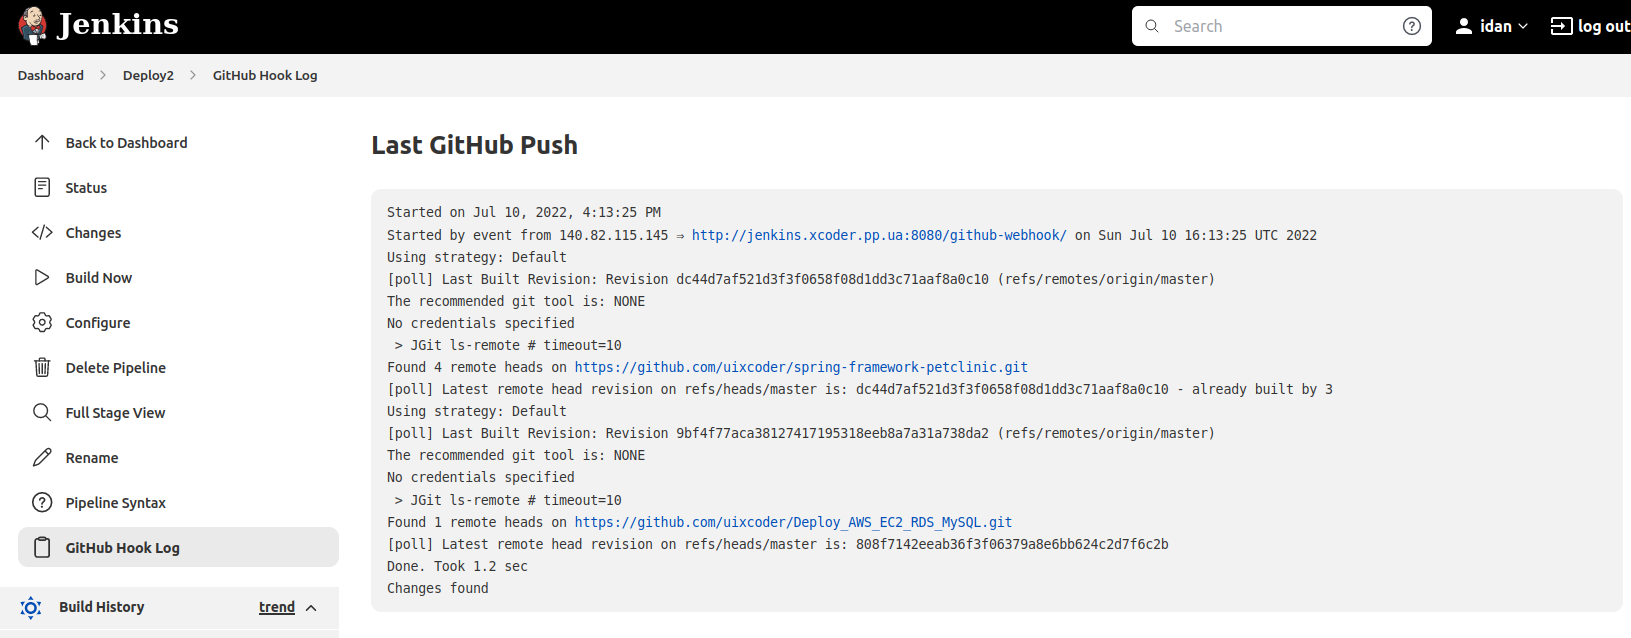 Jenkins
Search
idan
log out
Dashboard
Deploy2
GitHub Hook Log
Back to Dashboard
Status
Changes
Build Now
Configure
Delete Pipeline
Full Stage View
Rename
Pipeline Syntax
GitHub Hook Log
Build History
trend
Last GitHub Push
Started on Jul 10, 2022, 4:13:25 PM
Started by event from 140.82.115.145 ⇒ http://jenkins.xcoder.pp.ua:8080/github-webhook/ on Sun Jul 10 16:13:25 UTC 2022
Using strategy: Default
[poll] Last Built Revision: Revision dc44d7af521d3f3f0658f08d1dd3c71aaf8a0c10 (refs/remotes/origin/master)
The recommended git tool is: NONE
No credentials specified
> JGit ls-remote # timeout=10
Found 4 remote heads on https://github.com/uixcoder/spring-framework-petclinic.git
[poll] Latest remote head revision on refs/heads/master is: dc44d7af521d3f3f0658f08d1dd3c71aaf8a0c10 - already built by 3
Using strategy: Default
[poll] Last Built Revision: Revision 9bf4f77aca38127417195318eeb8a7a31a738da2 (refs/remotes/origin/master)
The recommended git tool is: NONE
No credentials specified
> JGit ls-remote # timeout=10
Found 1 remote heads on https://github.com/uixcoder/Deploy_AWS_EC2_RDS_MySQL.git
[poll] Latest remote head revision on refs/heads/master is: 808f7142eeab36f3f06379a8e6bb624c2d7f6c2b
Done. Took 1.2 sec
Changes found